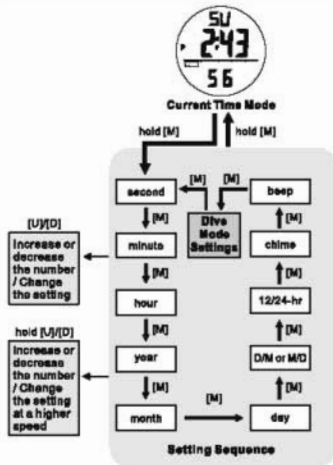 SU
P 2:43
56
Current Time Mode
hold [M]
hold [M]
[M]
[M]
second
beep
[M]
Dive
Mode
Settings
[M]
[U]/[D]
Increase or
decrease
the number
/ Change
the setting
minute
chime
[M]
[M]
hour
12/24-hr
[M]
[M]
hold [U]/[D]
Increase or
decrease
the number
/ Change
the setting
at a higher
speed
year
D/M or M/D
[M]
[M]
[M]
month
day
Setting Sequence